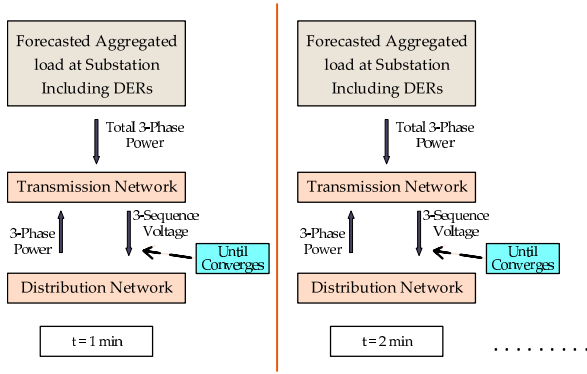 Forecasted Aggregated
load at Substation
Including DERs
Total 3-Phase
Power
Transmission Network
3-Phase
Power
3-Sequence
Voltage
Until
Converges
Distribution Network
t = 1 min
Forecasted Aggregated
load at Substation
Including DERs
Total 3-Phase
Power
Transmission Network
3-Phase
Power
3-Sequence
Voltage
Until
Converges
Distribution Network
t = 2 min
. . . . . . . . .